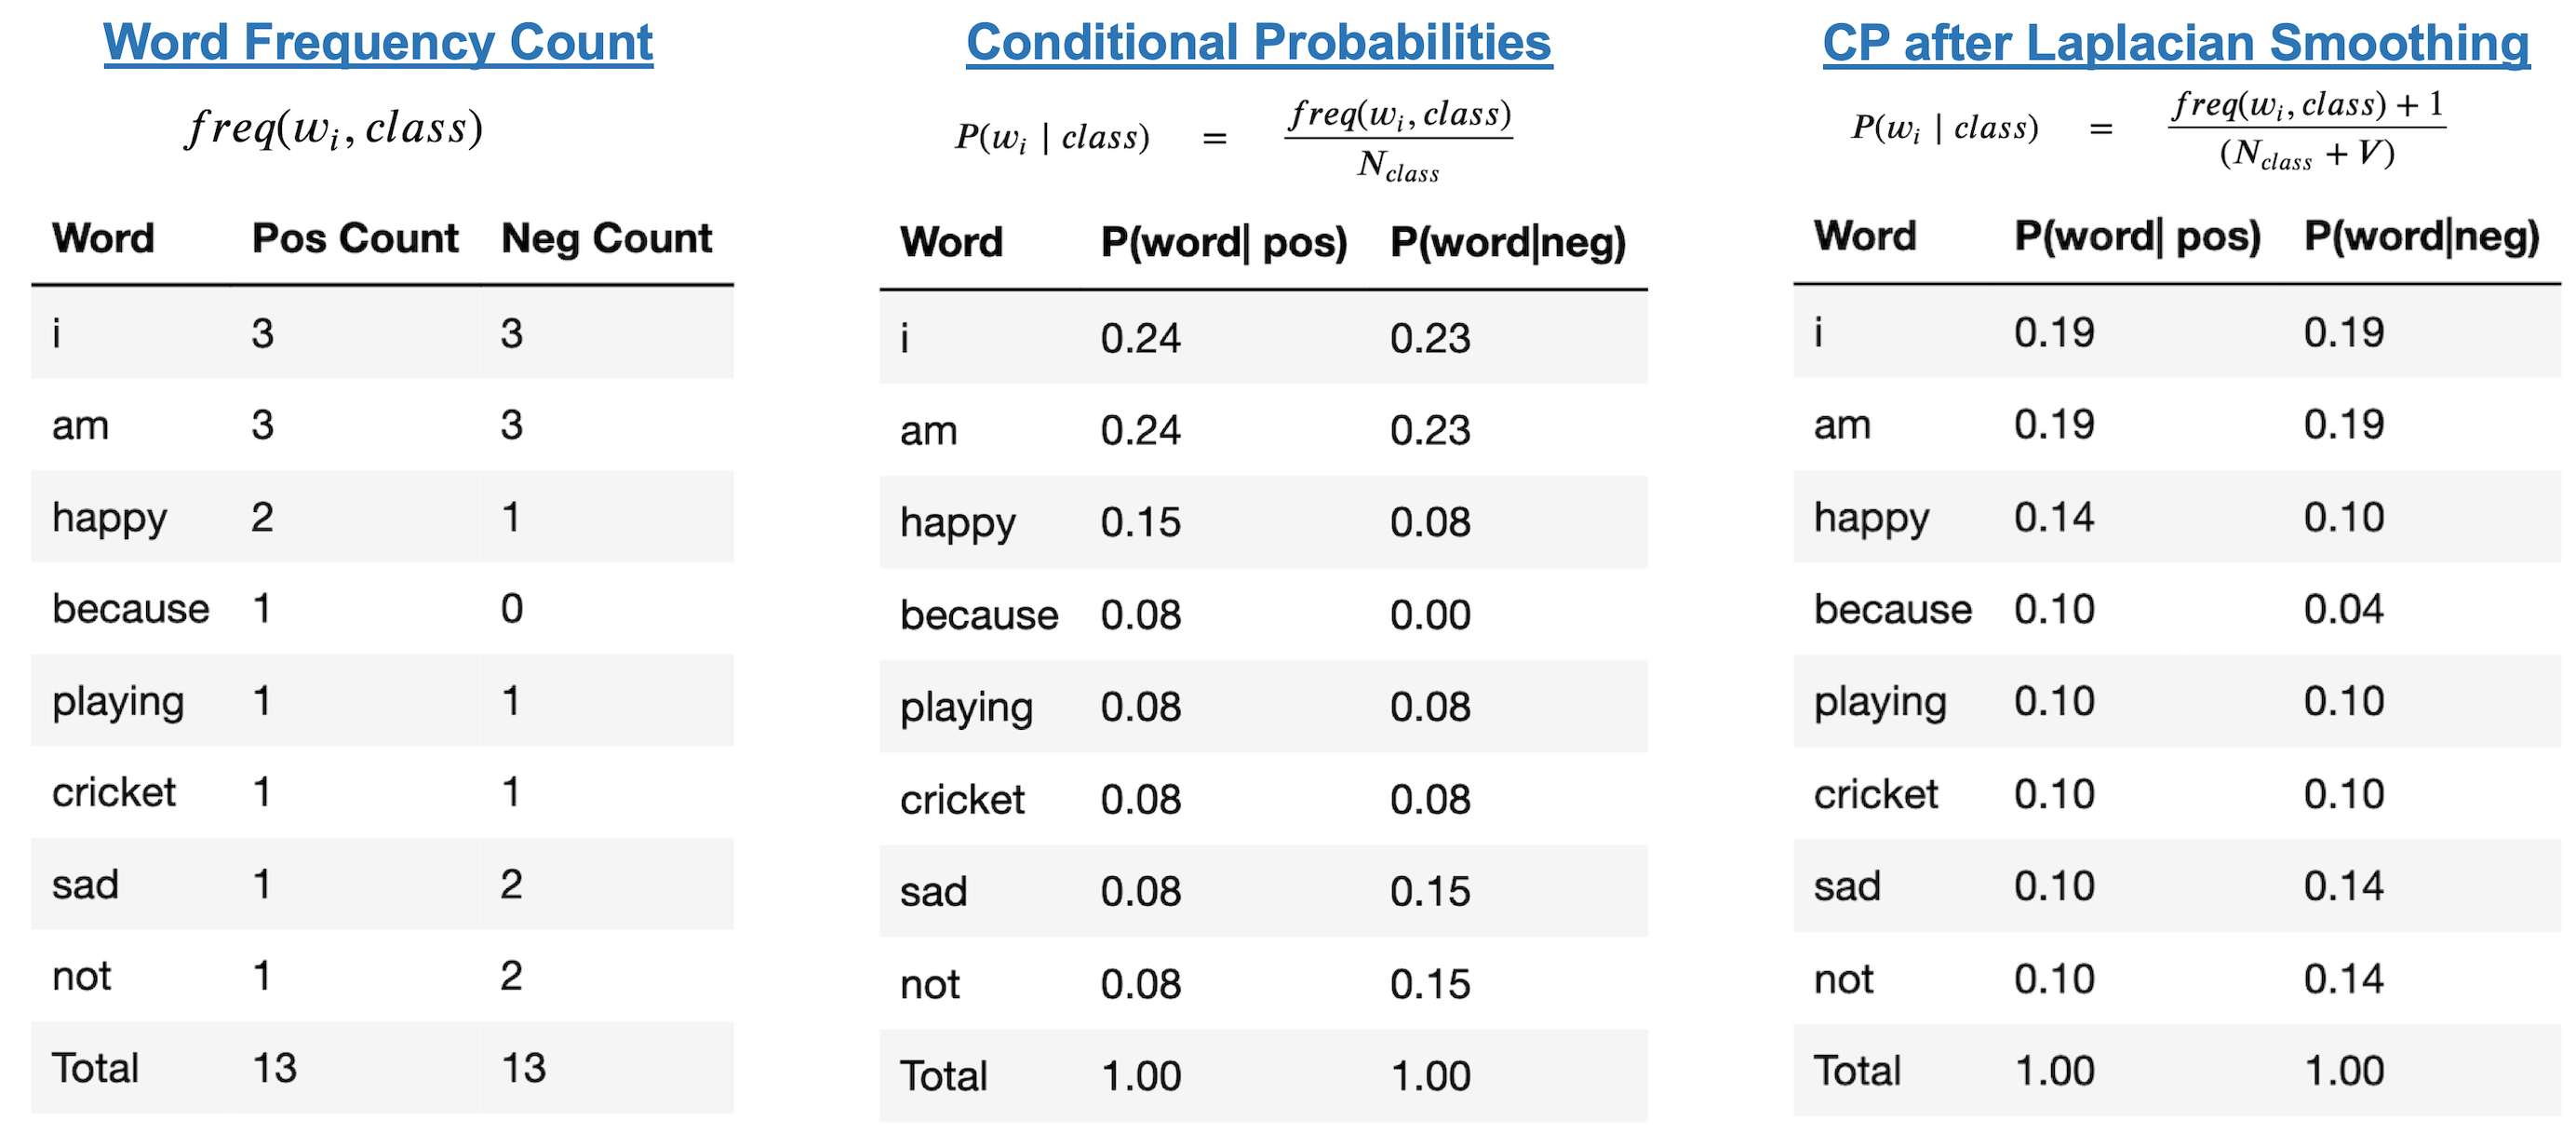 Word Frequency Count
freq(w_i, class)
Word Pos Count Neg Count
i 3 3
am 3 3
happy 2 1
because 1 0
playing 1 1
cricket 1 1
sad 1 2
not 1 2
Total 13 13
Conditional Probabilities
P(w_i | class) = freq(w_i, class) / N_class
Word P(word| pos) P(word|neg)
i 0.24 0.23
am 0.24 0.23
happy 0.15 0.08
because 0.08 0.00
playing 0.08 0.08
cricket 0.08 0.08
sad 0.08 0.15
not 0.08 0.15
Total 1.00 1.00
CP after Laplacian Smoothing
P(w_i | class) = freq(w_i, class) + 1 / (N_class + V)
Word P(word| pos) P(word|neg)
i 0.19 0.19
am 0.19 0.19
happy 0.14 0.10
because 0.10 0.04
playing 0.10 0.10
cricket 0.10 0.10
sad 0.10 0.14
not 0.10 0.14
Total 1.00 1.00